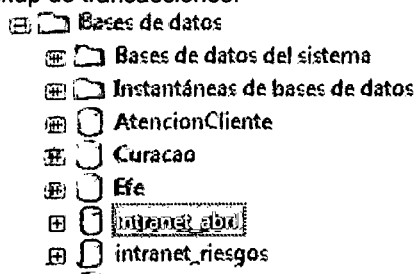 de transacciones.
Bases de datos
Bases de datos del sistema
Instantáneas de bases de datos
AtencionCliente
Curacao
Efe
intranet_abril
intranet_riesgos